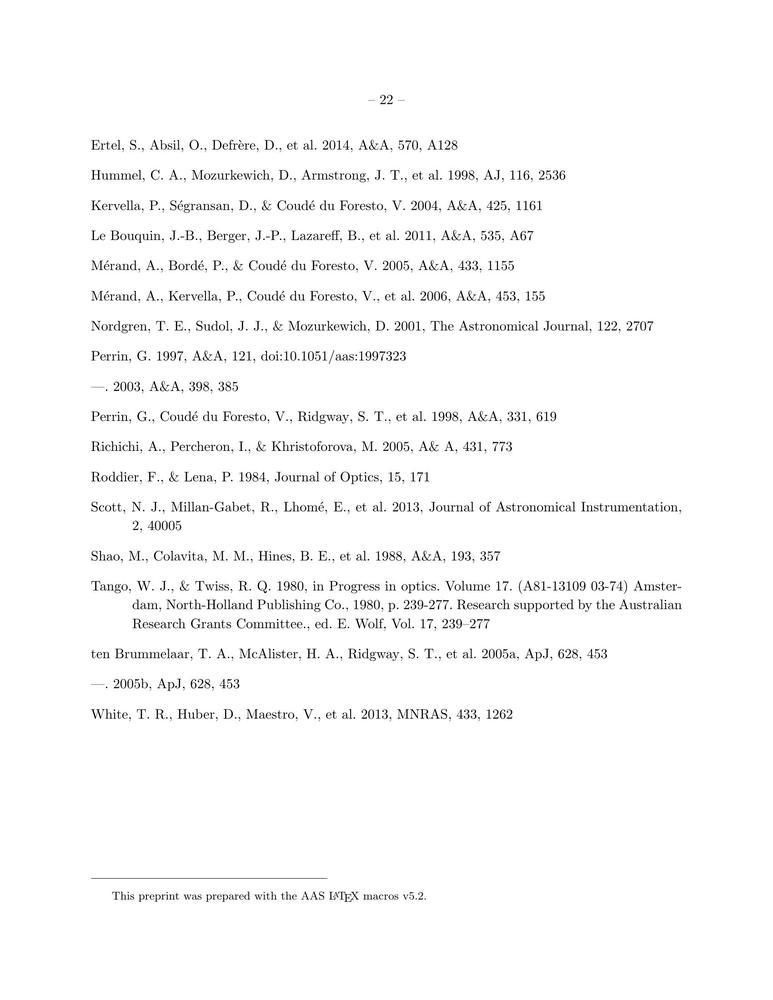 – 22 –
Ertel, S., Absil, O., Defrère, D., et al. 2014, A&A, 570, A128
Hummel, C. A., Mozurkewich, D., Armstrong, J. T., et al. 1998, AJ, 116, 2536
Kervella, P., Ségransan, D., & Coudé du Foresto, V. 2004, A&A, 425, 1161
Le Bouquin, J.-B., Berger, J.-P., Lazareff, B., et al. 2011, A&A, 535, A67
Mérand, A., Bordé, P., & Coudé du Foresto, V. 2005, A&A, 433, 1155
Mérand, A., Kervella, P., Coudé du Foresto, V., et al. 2006, A&A, 453, 155
Nordgren, T. E., Sudol, J. J., & Mozurkewich, D. 2001, The Astronomical Journal, 122, 2707
Perrin, G. 1997, A&A, 121, doi:10.1051/aas:1997323
—. 2003, A&A, 398, 385
Perrin, G., Coudé du Foresto, V., Ridgway, S. T., et al. 1998, A&A, 331, 619
Richichi, A., Percheron, I., & Khristoforova, M. 2005, A& A, 431, 773
Roddier, F., & Lena, P. 1984, Journal of Optics, 15, 171
Scott, N. J., Millan-Gabet, R., Lhomé, E., et al. 2013, Journal of Astronomical Instrumentation,
2, 40005
Shao, M., Colavita, M. M., Hines, B. E., et al. 1988, A&A, 193, 357
Tango, W. J., & Twiss, R. Q. 1980, in Progress in optics. Volume 17. (A81-13109 03-74) Amster-
dam, North-Holland Publishing Co., 1980, p. 239-277. Research supported by the Australian
Research Grants Committee., ed. E. Wolf, Vol. 17, 239–277
ten Brummelaar, T. A., McAlister, H. A., Ridgway, S. T., et al. 2005a, ApJ, 628, 453
—. 2005b, ApJ, 628, 453
White, T. R., Huber, D., Maestro, V., et al. 2013, MNRAS, 433, 1262
This preprint was prepared with the AAS LATEX macros v5.2.